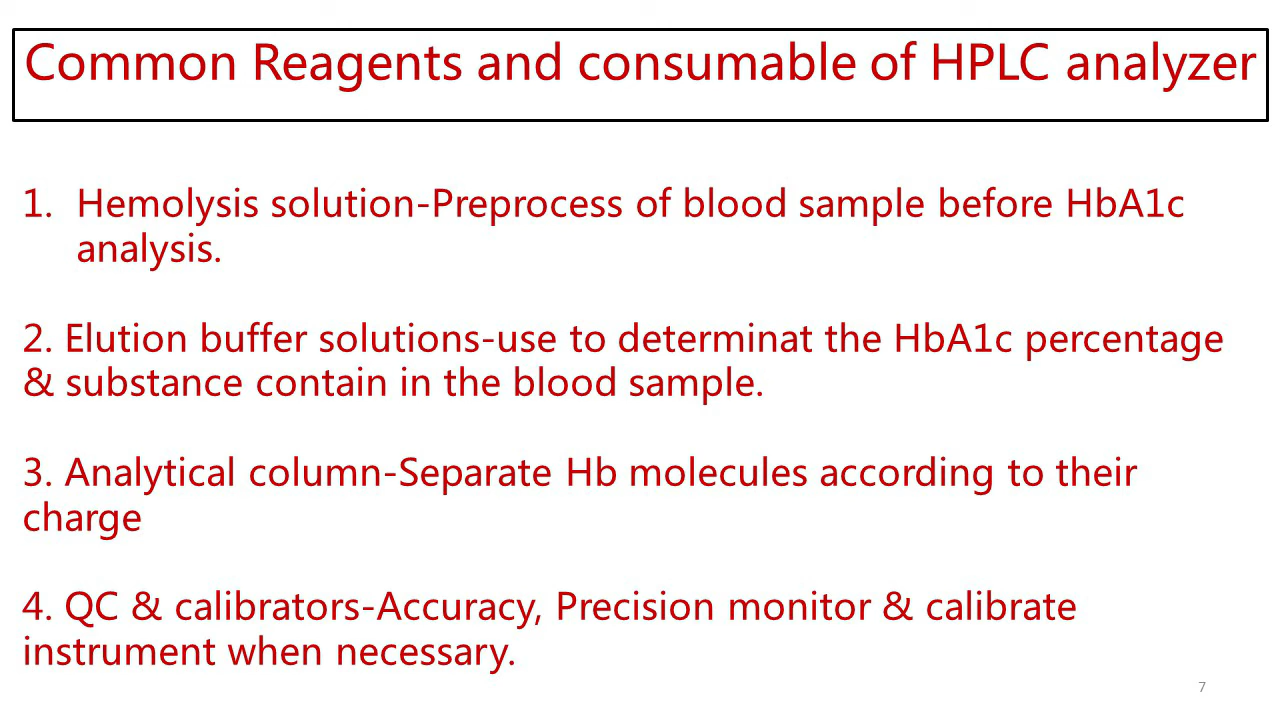 Common Reagents and consumable of HPLC analyzer
1. Hemolysis solution-Preprocess of blood sample before HbA1c
analysis.
2. Elution buffer solutions-use to determinat the HbA1c percentage
& substance contain in the blood sample.
3. Analytical column-Separate Hb molecules according to their
charge
4. QC & calibrators-Accuracy, Precision monitor & calibrate
instrument when necessary.
7